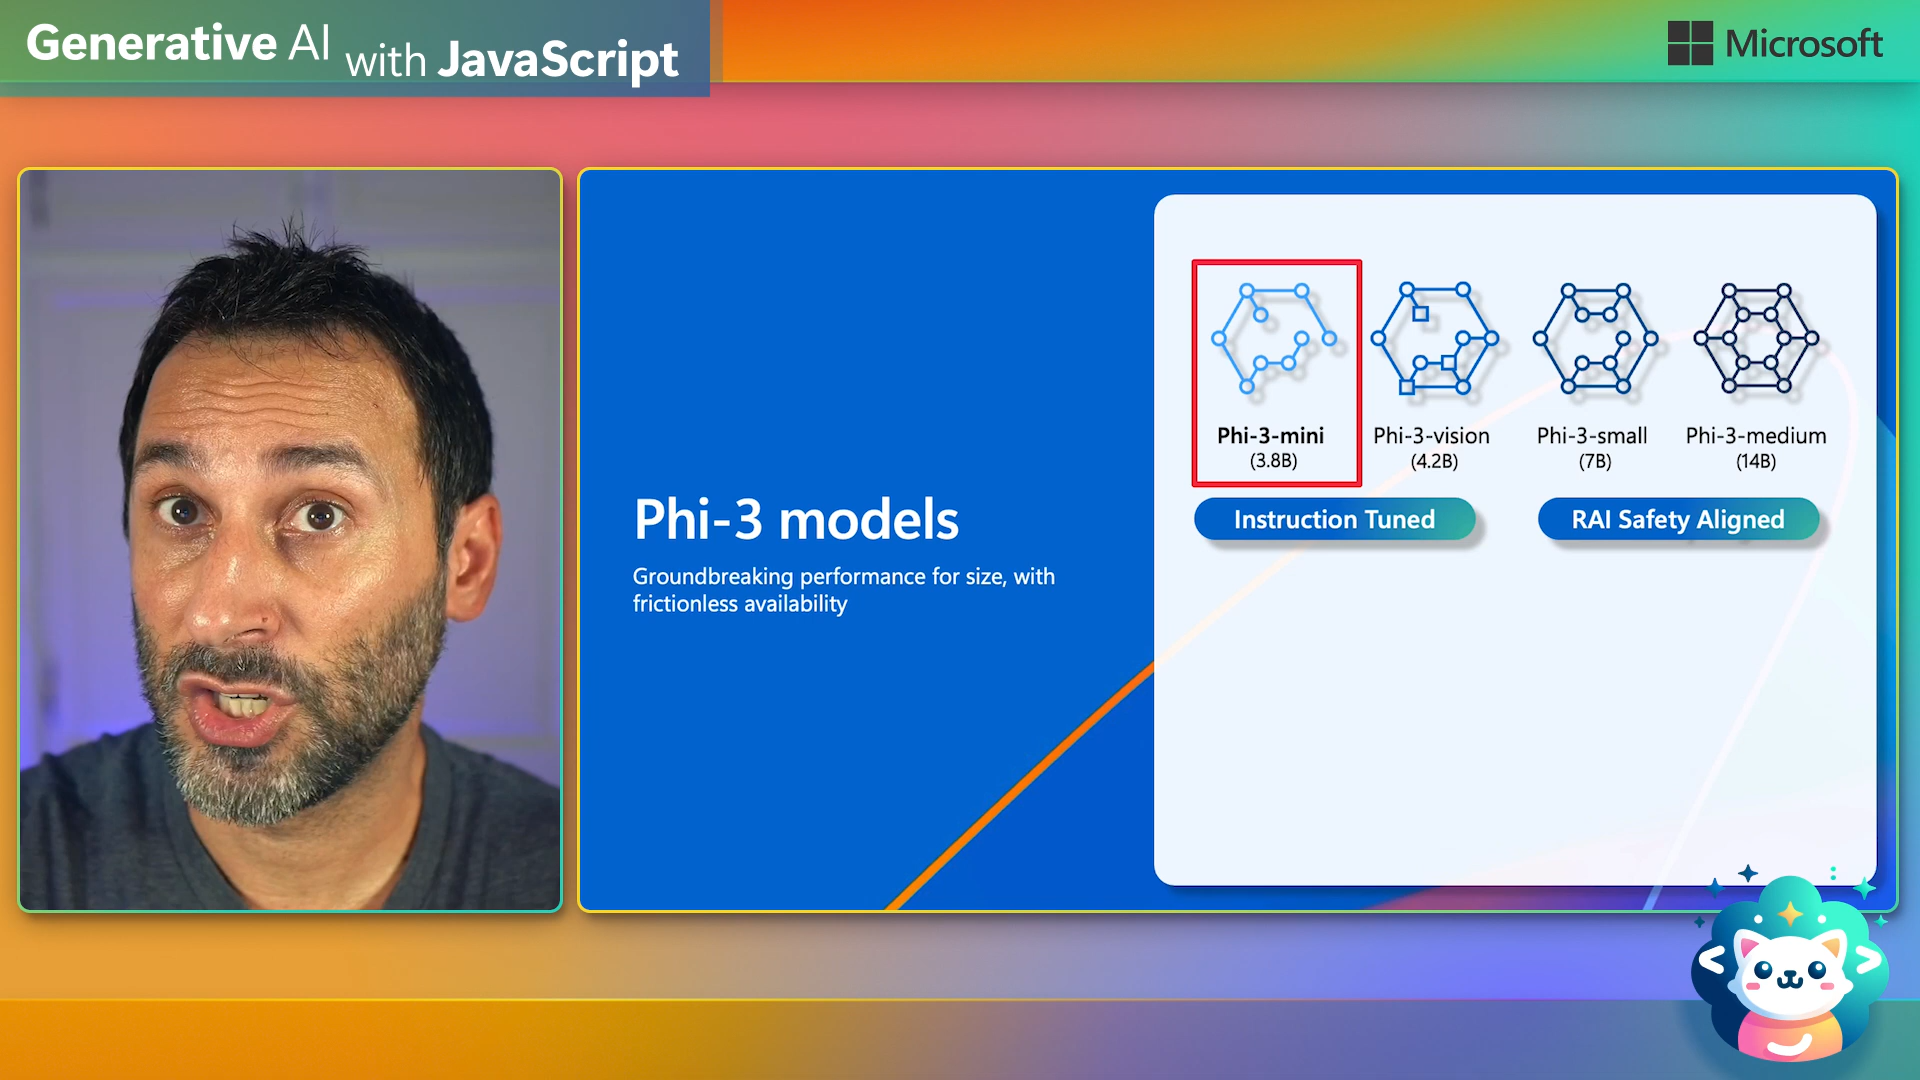 Generative AI with JavaScript
Microsoft
Phi-3 models
Groundbreaking performance for size, with
frictionless availability
Phi-3-mini
(3.8B)
Phi-3-vision
(4.2B)
Phi-3-small
(7B)
Phi-3-medium
(14B)
Instruction Tuned
RAI Safety Aligned